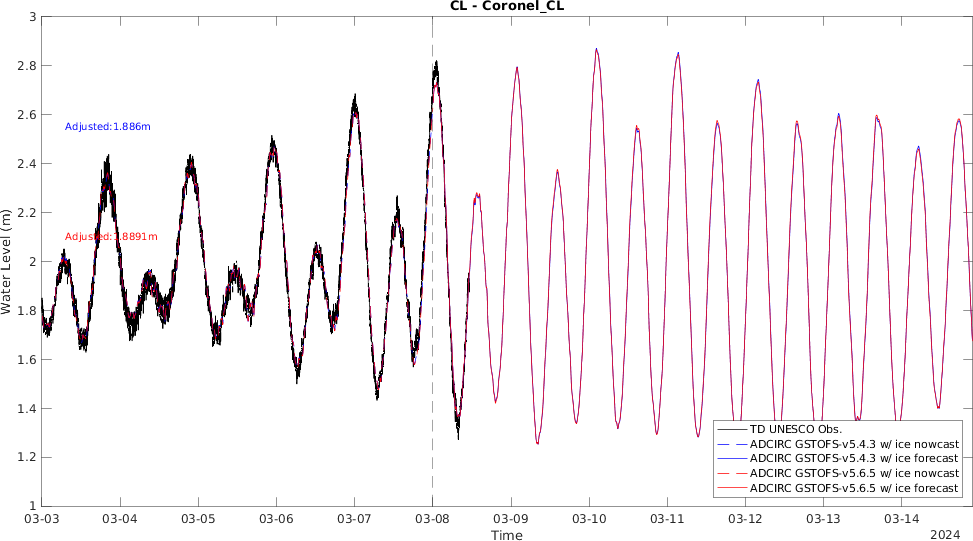 CL - Coronel_CL
3
2.8
2.6
2.4
2.2
2
1.8
1.6
1.4
1.2
1
Water Level (m)
Adjusted:1.886m
Adjusted:1.8891m
TD UNESCO Obs.
ADCIRC GSTOFS-v5.4.3 w/ ice nowcast
ADCIRC GSTOFS-v5.4.3 w/ ice forecast
ADCIRC GSTOFS-v5.6.5 w/ ice nowcast
ADCIRC GSTOFS-v5.6.5 w/ ice forecast
03-03 03-04 03-05 03-06 03-07 03-08 03-09 03-10 03-11 03-12 03-13 03-14
Time
2024